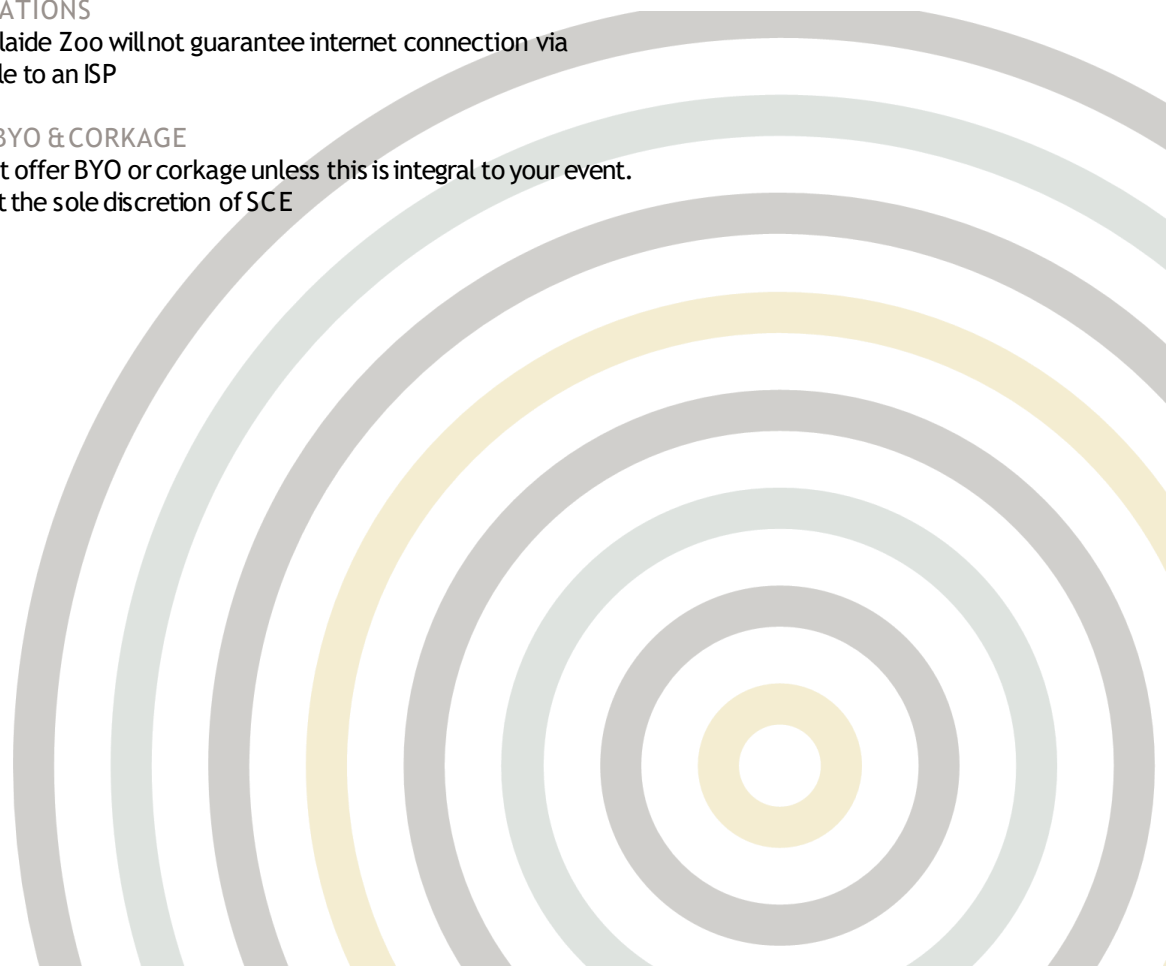 ATIONS
laide Zoo will not guarantee internet connection via
le to an ISP
BYO & CORKAGE
t offer BYO or corkage unless this is integral to your event.
t the sole discretion of SCE